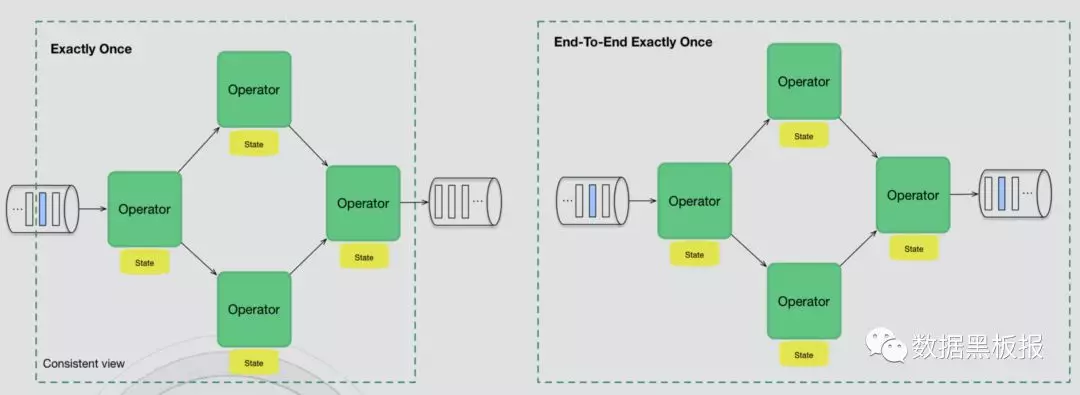 Exactly Once
Operator
State
Operator
State
Operator
State
Operator
State
Consistent view
End-To-End Exactly Once
Operator
State
Operator
State
Operator
State
Operator
State
数据黑板报